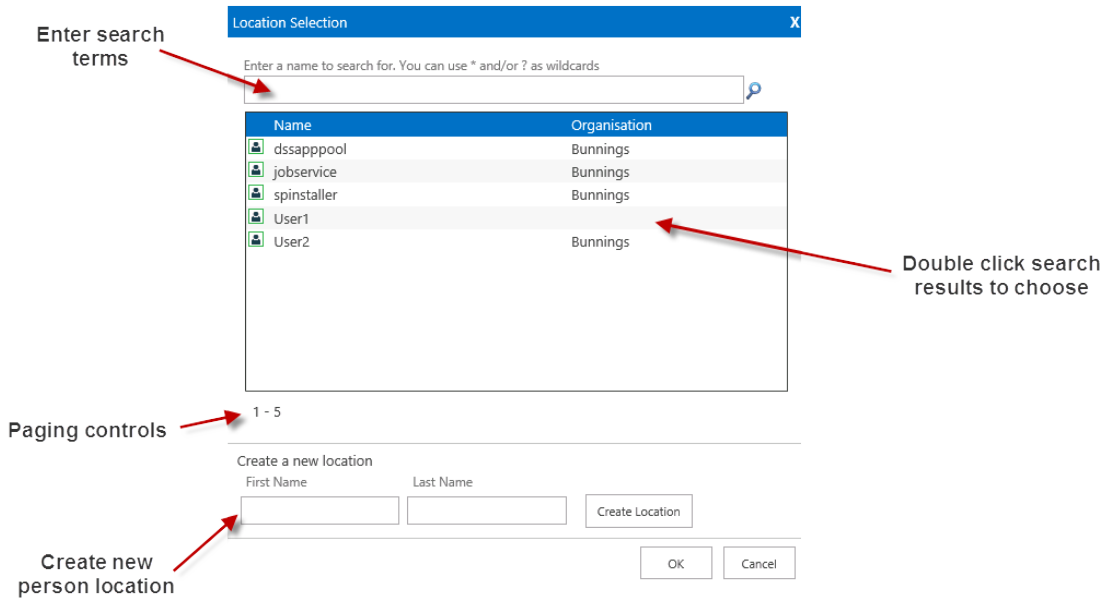 Location Selection
X
Enter search
terms
Enter a name to search for. You can use * and/or ? as wildcards
Name Organisation
dssapppool Bunnings
jobservice Bunnings
spinstaller Bunnings
User1
User2 Bunnings
Double click search
results to choose
1 - 5
Paging controls
Create a new location
First Name Last Name
Create Location
Create new
person location
OK Cancel